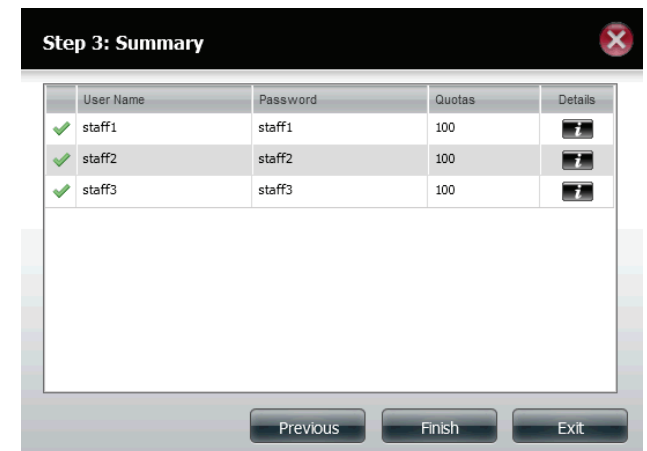 Step 3: Summary
User Name Password Quotas Details
staff1 staff1 100 i
staff2 staff2 100 i
staff3 staff3 100 i
Previous Finish Exit